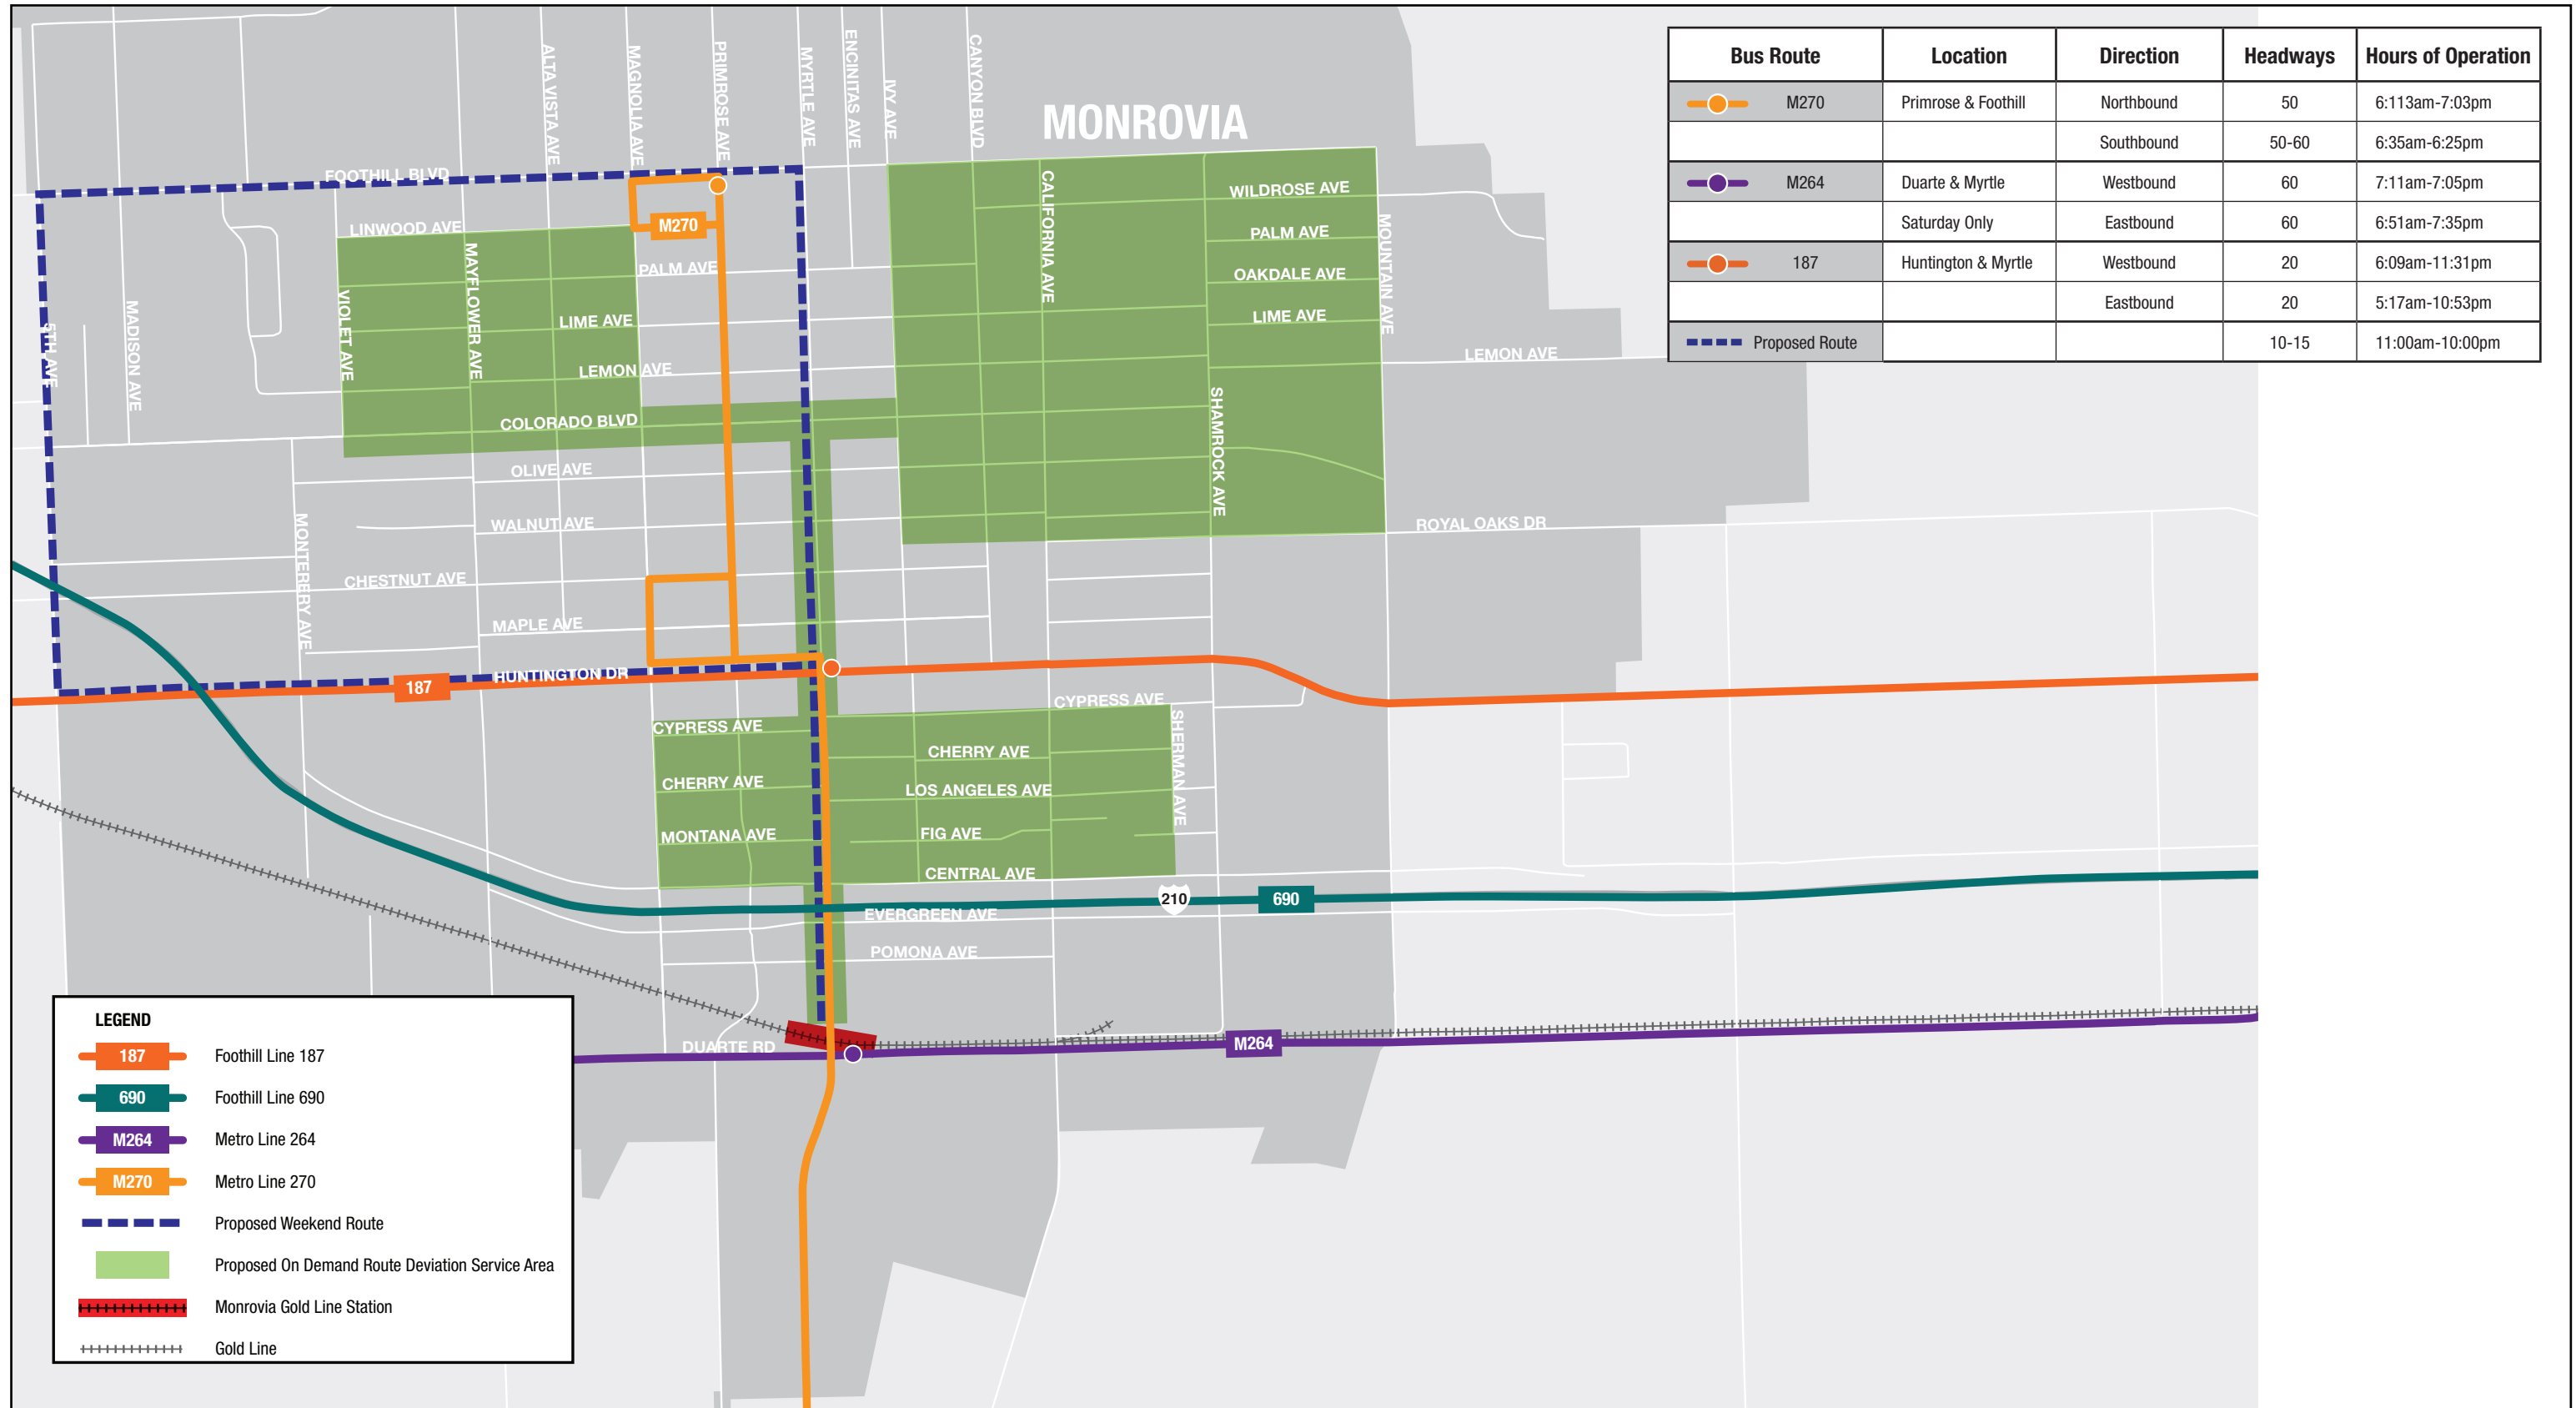 MONROVIA
Bus Route Location Direction Headways Hours of Operation
M270 Primrose & Foothill Northbound 50 6:113am-7:03pm
Southbound 50-60 6:35am-6:25pm
M264 Duarte & Myrtle Westbound 60 7:11am-7:05pm
Saturday Only Eastbound 60 6:51am-7:35pm
187 Huntington & Myrtle Westbound 20 6:09am-11:31pm
Eastbound 20 5:17am-10:53pm
Proposed Route 10-15 11:00am-10:00pm
ALTA VISTA AVE
MAGNOLIA AVE
PRIMROSE AVE
MYRTLE AVE
ENCINITAS AVE
IVY AVE
CANYON BLVD
FOOTHILL BLVD
LINWOOD AVE
M270
PALM AVE
WILDROSE AVE
PALM AVE
OAKDALE AVE
LIME AVE
CALIFORNIA AVE
MOUNTAIN AVE
5TH AVE
MADISON AVE
VIOLET AVE
MAYFLOWER AVE
LIME AVE
LEMON AVE
LEMON AVE
COLORADO BLVD
SHAMROCK AVE
OLIVE AVE
WALNUT AVE
ROYAL OAKS DR
MONTEREY AVE
CHESTNUT AVE
MAPLE AVE
HUNTINGTON DR
187
CYPRESS AVE
CYPRESS AVE
SHERMAN AVE
CHERRY AVE
CHERRY AVE
LOS ANGELES AVE
MONTANA AVE
FIG AVE
CENTRAL AVE
210
690
EVERGREEN AVE
POMONA AVE
DUARTE RD
M264
LEGEND
187 Foothill Line 187
690 Foothill Line 690
M264 Metro Line 264
M270 Metro Line 270
Proposed Weekend Route
Proposed On Demand Route Deviation Service Area
Monrovia Gold Line Station
Gold Line